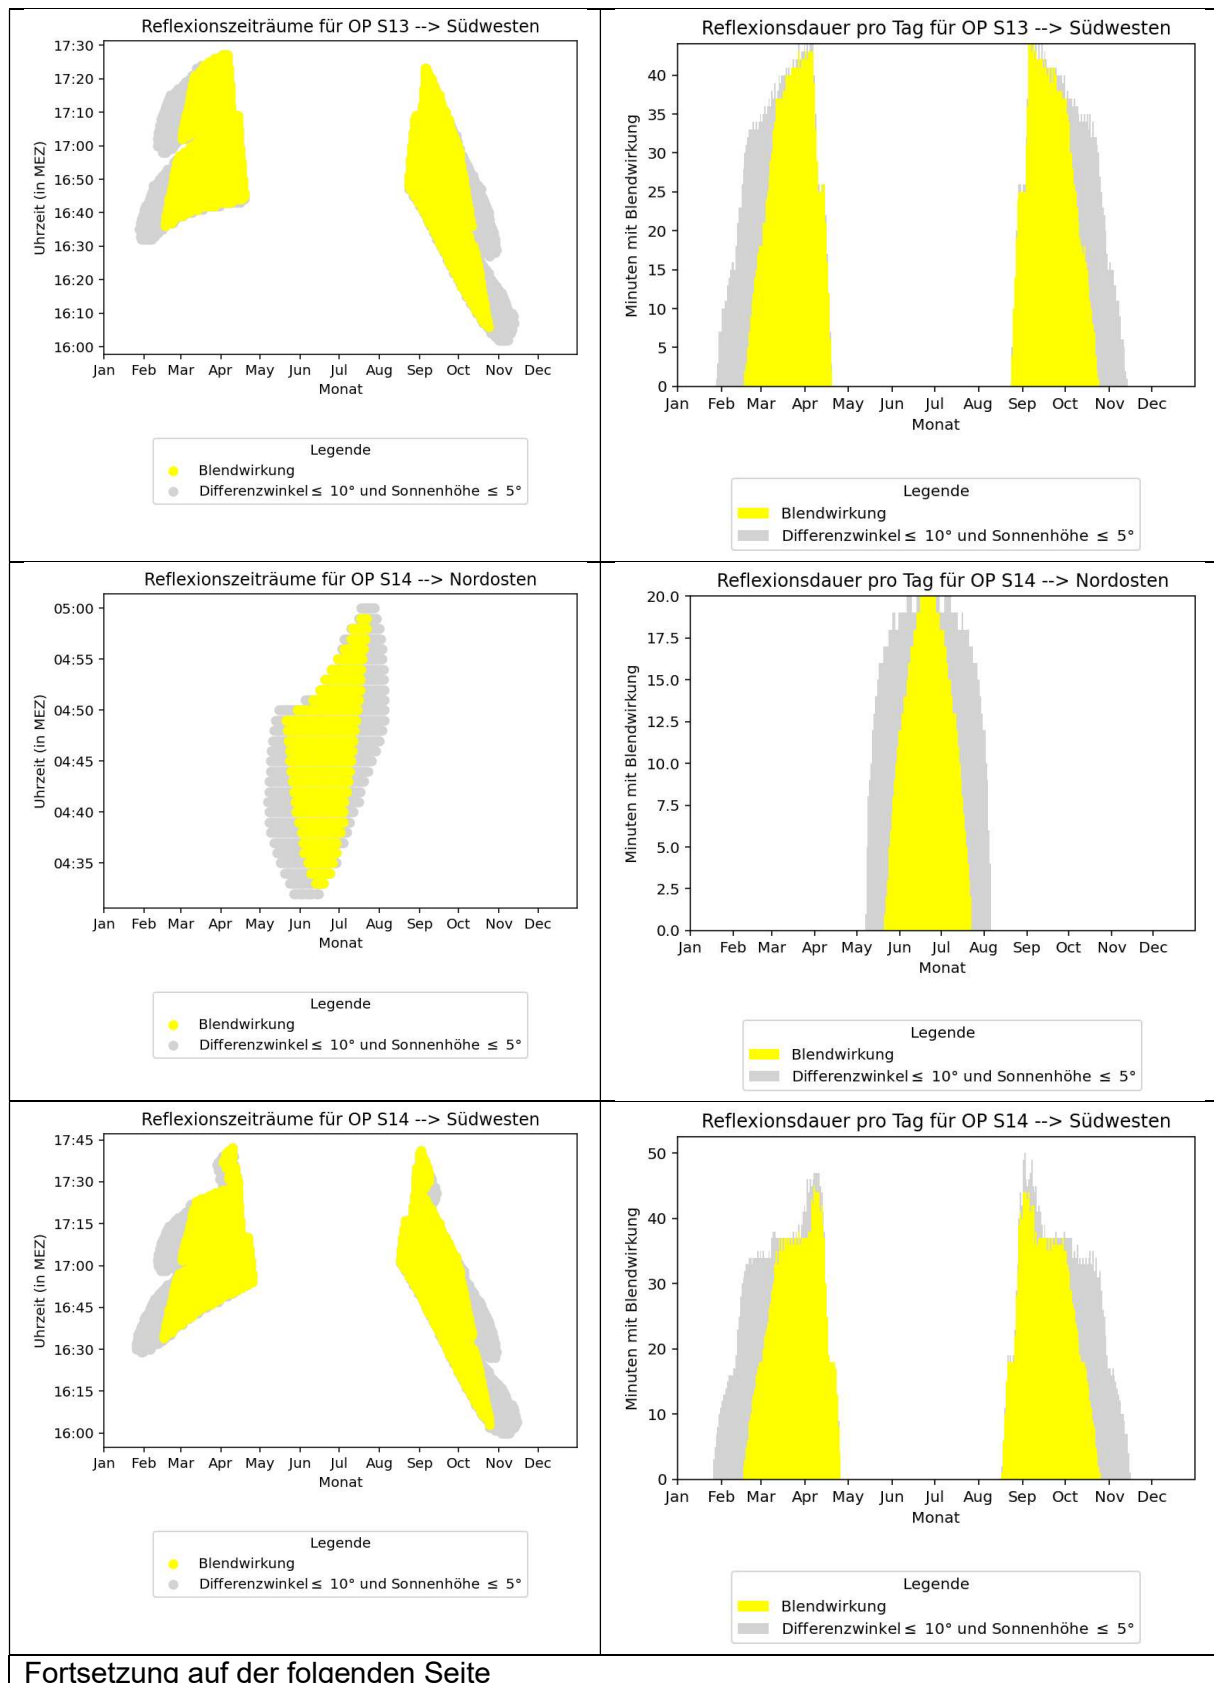 Reflexionszeiträume für OP S13 --> Südwesten
17:30
17:20
17:10
17:00
16:50
16:40
16:30
16:20
16:10
16:00
Uhrzeit (in MEZ)
Jan Feb Mar Apr May Jun Jul Aug Sep Oct Nov Dec
Monat
Legende
Blendwirkung
Differenzwinkel ≤ 10° und Sonnenhöhe ≤ 5°
Reflexionsdauer pro Tag für OP S13 --> Südwesten
40
35
30
25
20
15
10
5
0
Minuten mit Blendwirkung
Jan Feb Mar Apr May Jun Jul Aug Sep Oct Nov Dec
Monat
Legende
Blendwirkung
Differenzwinkel ≤ 10° und Sonnenhöhe ≤ 5°
Reflexionszeiträume für OP S14 --> Nordosten
05:00
04:55
04:50
04:45
04:40
04:35
Uhrzeit (in MEZ)
Jan Feb Mar Apr May Jun Jul Aug Sep Oct Nov Dec
Monat
Legende
Blendwirkung
Differenzwinkel ≤ 10° und Sonnenhöhe ≤ 5°
Reflexionsdauer pro Tag für OP S14 --> Nordosten
20.0
17.5
15.0
12.5
10.0
7.5
5.0
2.5
0.0
Minuten mit Blendwirkung
Jan Feb Mar Apr May Jun Jul Aug Sep Oct Nov Dec
Monat
Legende
Blendwirkung
Differenzwinkel ≤ 10° und Sonnenhöhe ≤ 5°
Reflexionszeiträume für OP S14 --> Südwesten
17:45
17:30
17:15
17:00
16:45
16:30
16:15
16:00
Uhrzeit (in MEZ)
Jan Feb Mar Apr May Jun Jul Aug Sep Oct Nov Dec
Monat
Legende
Blendwirkung
Differenzwinkel ≤ 10° und Sonnenhöhe ≤ 5°
Reflexionsdauer pro Tag für OP S14 --> Südwesten
50
40
30
20
10
0
Minuten mit Blendwirkung
Jan Feb Mar Apr May Jun Jul Aug Sep Oct Nov Dec
Monat
Legende
Blendwirkung
Differenzwinkel ≤ 10° und Sonnenhöhe ≤ 5°
Fortsetzung auf der folgenden Seite